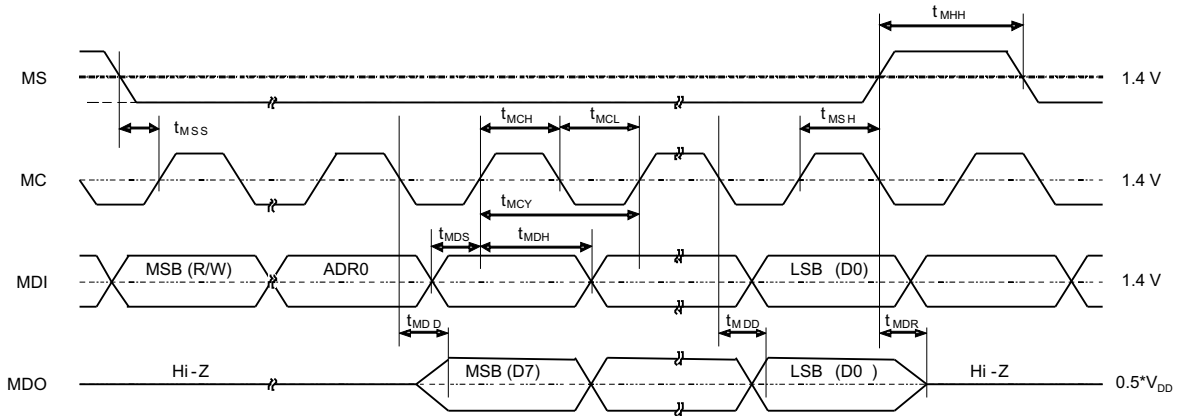 tMHH
MS
1.4 V
tMSS
tMCH
tMCL
tMSH
MC
1.4 V
tMCY
tMDS
tMDH
MDI
MSB (R/W)
ADR0
LSB (D0)
1.4 V
tMDD
tMDD
tMDR
MDO
Hi-Z
MSB (D7)
LSB (D0)
Hi-Z
0.5*VDD